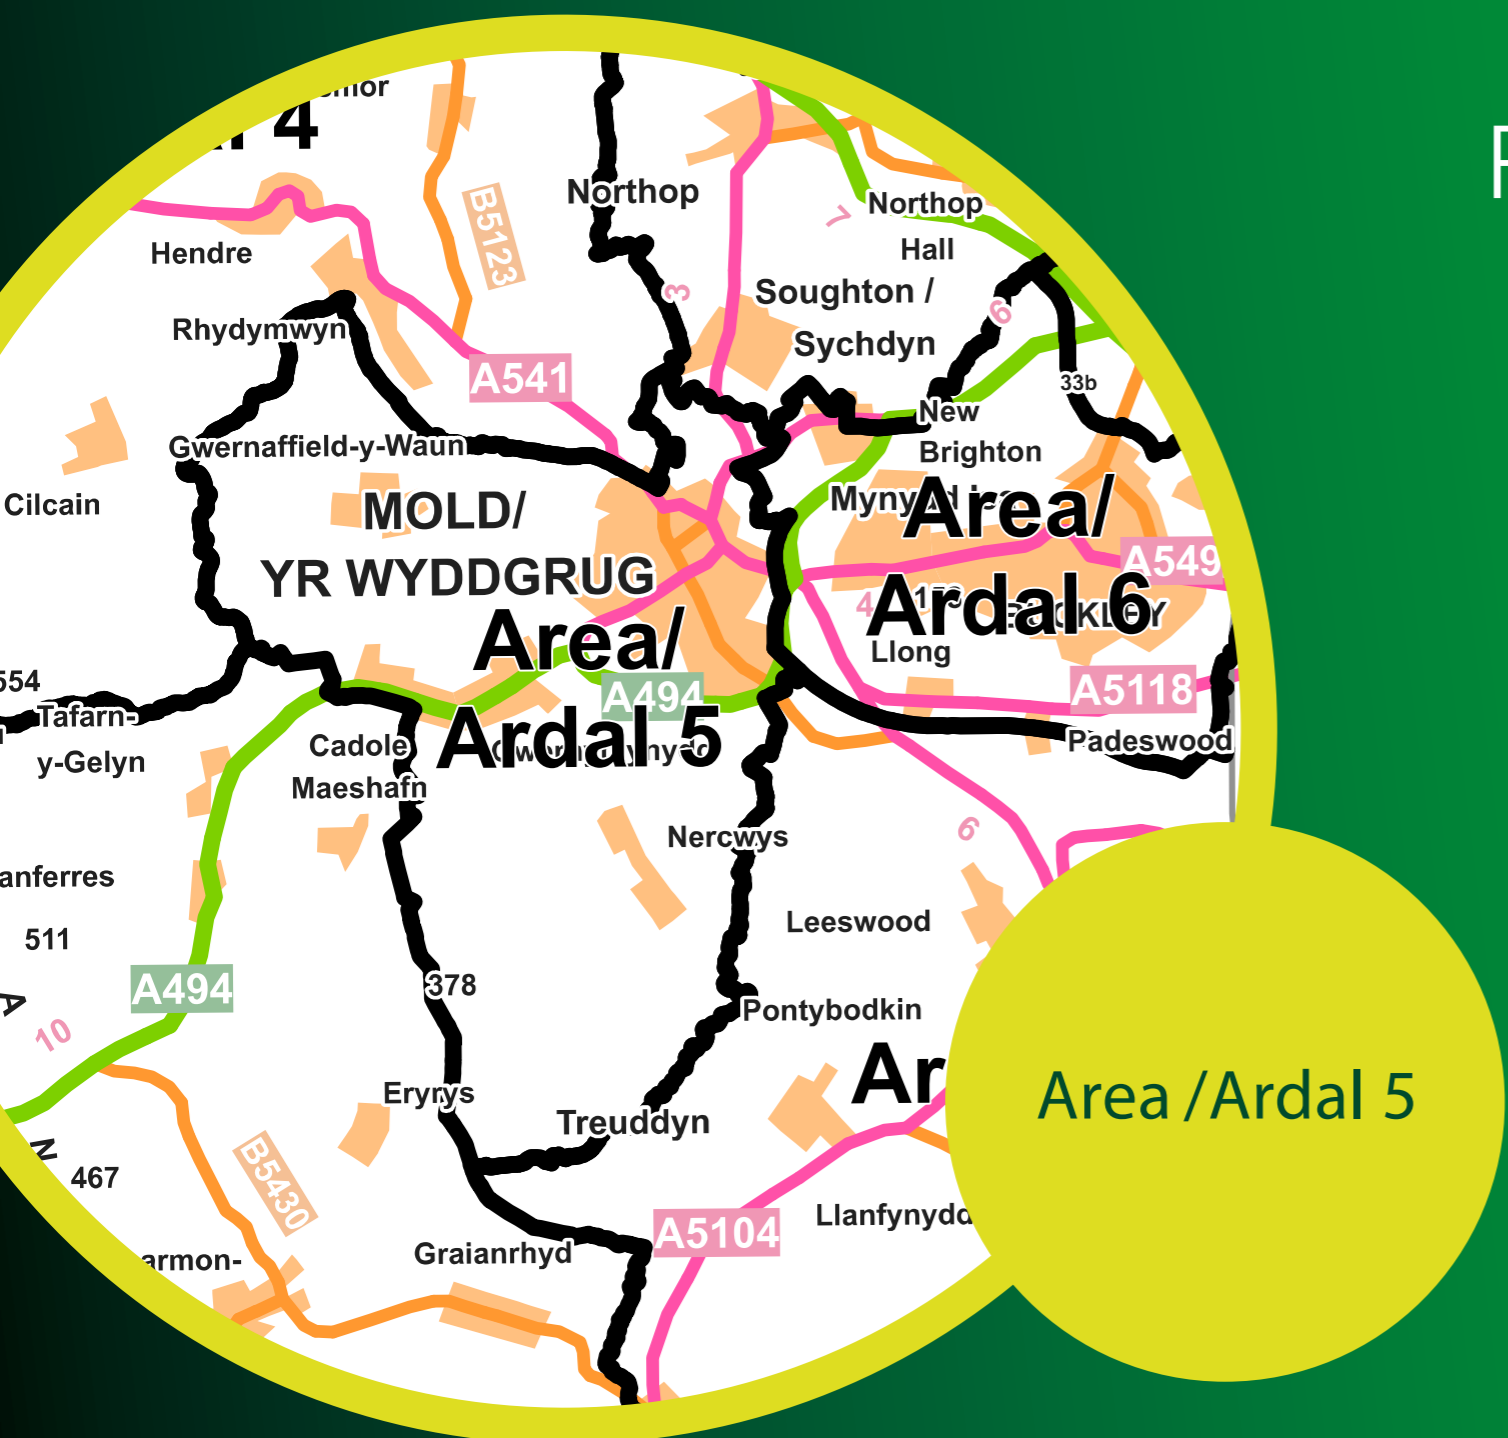 4
Northop
Northop
Hall
B5123
7
Hendre
3
Soughton /
Sychdyn
6
Rhydymwyn
A541
33b
New
Brighton
Gwernaffield-y-Waun
Cilcain
MOLD/
YR WYDDGRUG
Area/
Ardal 6
A549
4
BUCKLEY
Llong
Area/
Ardal 5
A494
A5118
554
Tafarn-
y-Gelyn
Cadole
Maeshafn
Padeswood
Nercwys
6
anferres
511
Leeswood
A494
378
Pontybodkin
A
10
Eryrys
Treuddyn
Ar
Area /Ardal 5
N
467
B5430
Llanfynydd
A5104
Graianrhyd
armon-